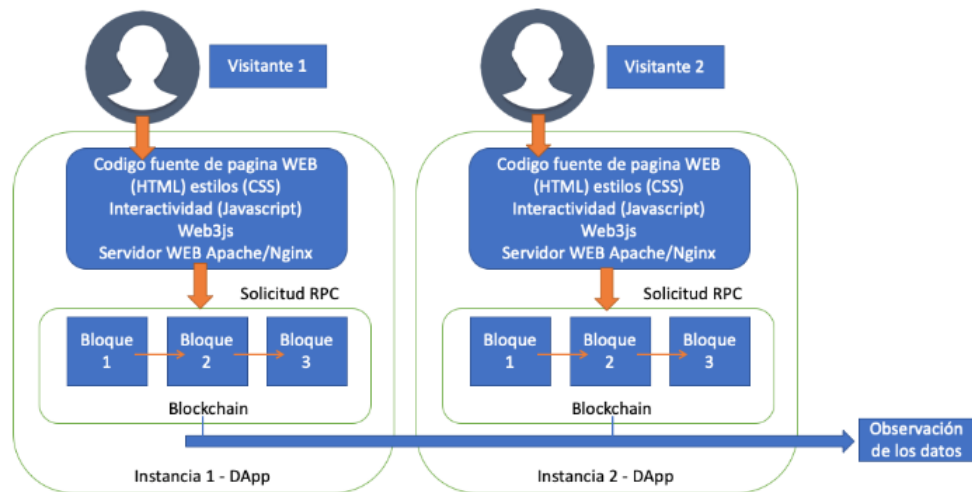 Visitante 1
Visitante 2
Codigo fuente de pagina WEB
(HTML) estilos (CSS)
Interactividad (Javascript)
Web3js
Servidor WEB Apache/Nginx
Codigo fuente de pagina WEB
(HTML) estilos (CSS)
Interactividad (Javascript)
Web3js
Servidor WEB Apache/Nginx
Solicitud RPC
Solicitud RPC
Bloque
1
Bloque
2
Bloque
3
Bloque
1
Bloque
2
Bloque
3
Blockchain
Blockchain
Observación
de los datos
Instancia 1 - DApp
Instancia 2 - DApp